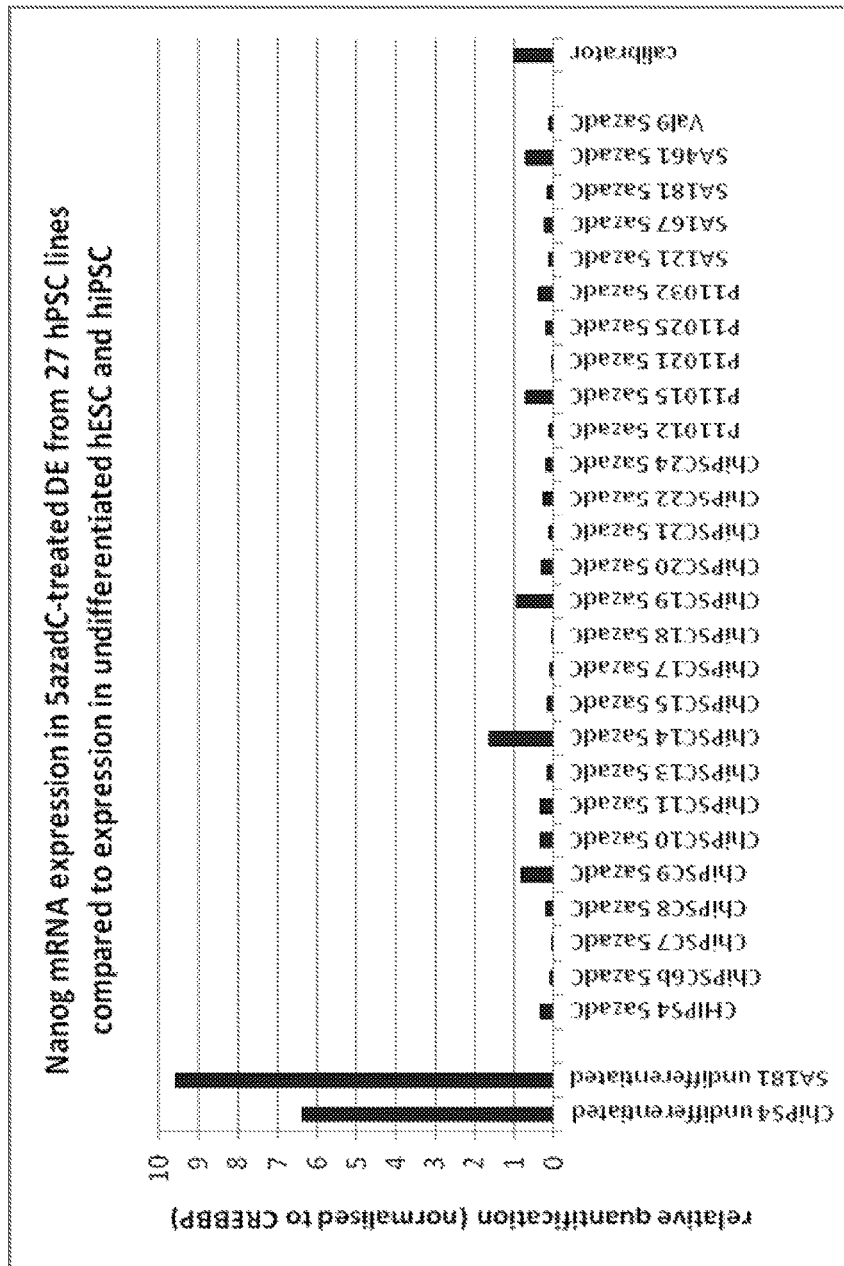 Nanog mRNA expression in 5azadC-treated DE from 27 hPSC lines
compared to expression in undifferentiated hESC and hiPSC
relative quantification (normalised to CREBBP)
10
9
8
7
6
5
4
3
2
1
0
ChiPS4 undifferentiated
SA181 undifferentiated
CHIPS4 5azadC
ChiPSC6b 5azadC
ChiPSC7 5azadC
ChiPSC8 5azadC
ChiPSC9 5azadC
ChiPSC10 5azadC
ChiPSC11 5azadC
ChiPSC13 5azadC
ChiPSC14 5azadC
ChiPSC15 5azadC
ChiPSC17 5azadC
ChiPSC18 5azadC
ChiPSC19 5azadC
ChiPSC20 5azadC
ChiPSC21 5azadC
ChiPSC22 5azadC
ChiPSC24 5azadC
P11012 5azadC
P11015 5azadC
P11021 5azadC
P11025 5azadC
P11032 5azadC
SA121 5azadC
SA167 5azadC
SA181 5azadC
SA461 5azadC
Val9 5azadC
calibrator